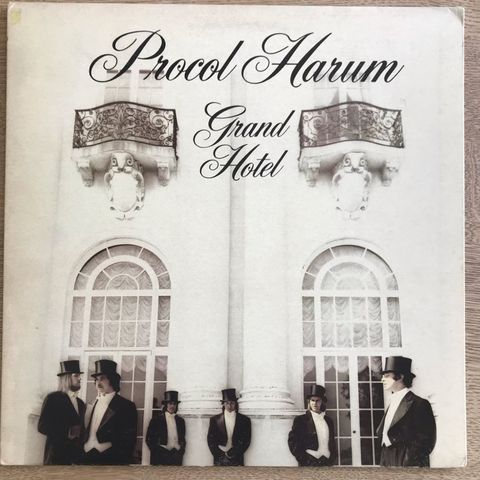 Procol Harum
Grand
Hotel